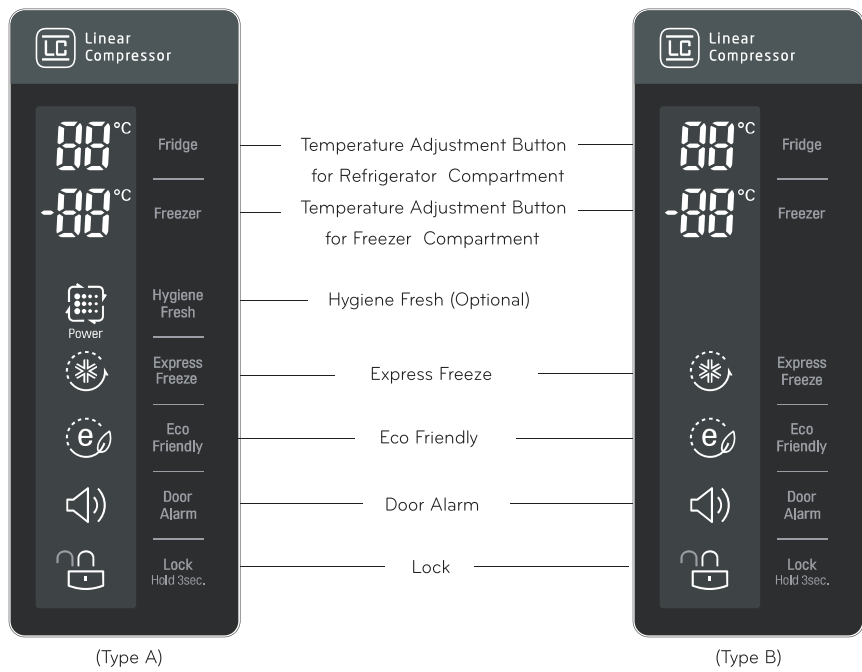 LC Linear
Compressor
88 °C
Fridge
-88 °C
Freezer
Power
Hygiene
Fresh
Express
Freeze
e
Eco
Friendly
Door
Alarm
Lock
Hold 3sec.
(Type A)
Temperature Adjustment Button
for Refrigerator Compartment
Temperature Adjustment Button
for Freezer Compartment
Hygiene Fresh (Optional)
Express Freeze
Eco Friendly
Door Alarm
Lock
LC Linear
Compressor
88 °C
Fridge
-88 °C
Freezer
Express
Freeze
e
Eco
Friendly
Door
Alarm
Lock
Hold 3sec.
(Type B)